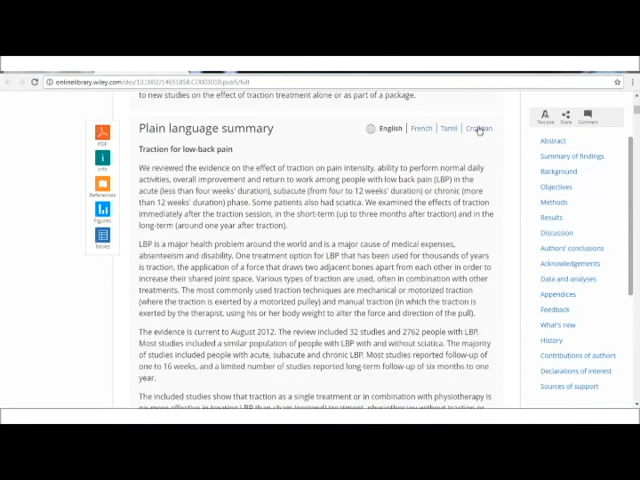 onlinelibrary.wiley.com/doi/10.1002/14651858.CD003010.pub5/full
to new studies on the effect of traction treatment alone or as part of a package.
Plain language summary
English | French | Tamil | Croatian
Traction for low-back pain
We reviewed the evidence on the effect of traction on pain intensity, ability to perform normal daily
activities, overall improvement and return to work among people with low back pain (LBP) in the
acute (less than four weeks' duration), subacute (from four to 12 weeks' duration) or chronic (more
than 12 weeks' duration) phase. Some patients also had sciatica. We examined the effects of traction
immediately after the traction session, in the short-term (up to three months after traction) and in the
long-term (around one year after traction).
LBP is a major health problem around the world and is a major cause of medical expenses,
absenteeism and disability. One treatment option for LBP that has been used for thousands of years
is traction, the application of a force that draws two adjacent bones apart from each other in order to
increase their shared joint space. Various types of traction are used, often in combination with other
treatments. The most commonly used traction techniques are mechanical or motorized traction
(where the traction is exerted by a motorized pulley) and manual traction (in which the traction is
exerted by the therapist, using his or her body weight to alter the force and direction of the pull).
The evidence is current to August 2012. The review included 32 studies and 2762 people with LBP.
Most studies included a similar population of people with LBP with and without sciatica. The majority
of studies included people with acute, subacute and chronic LBP. Most studies reported follow-up of
one to 16 weeks, and a limited number of studies reported long-term follow-up of six months to one
year.
The included studies show that traction as a single treatment or in combination with physiotherapy is
no more effective in treating LBP than sham (pretend) treatment, physiotherapy without traction or
PDF
Info
References
Figures
Tables
Text size
Share
Comment
Abstract
Summary of findings
Background
Objectives
Methods
Results
Discussion
Authors' conclusions
Acknowledgements
Data and analyses
Appendices
Feedback
What's new
History
Contributions of authors
Declarations of interest
Sources of support